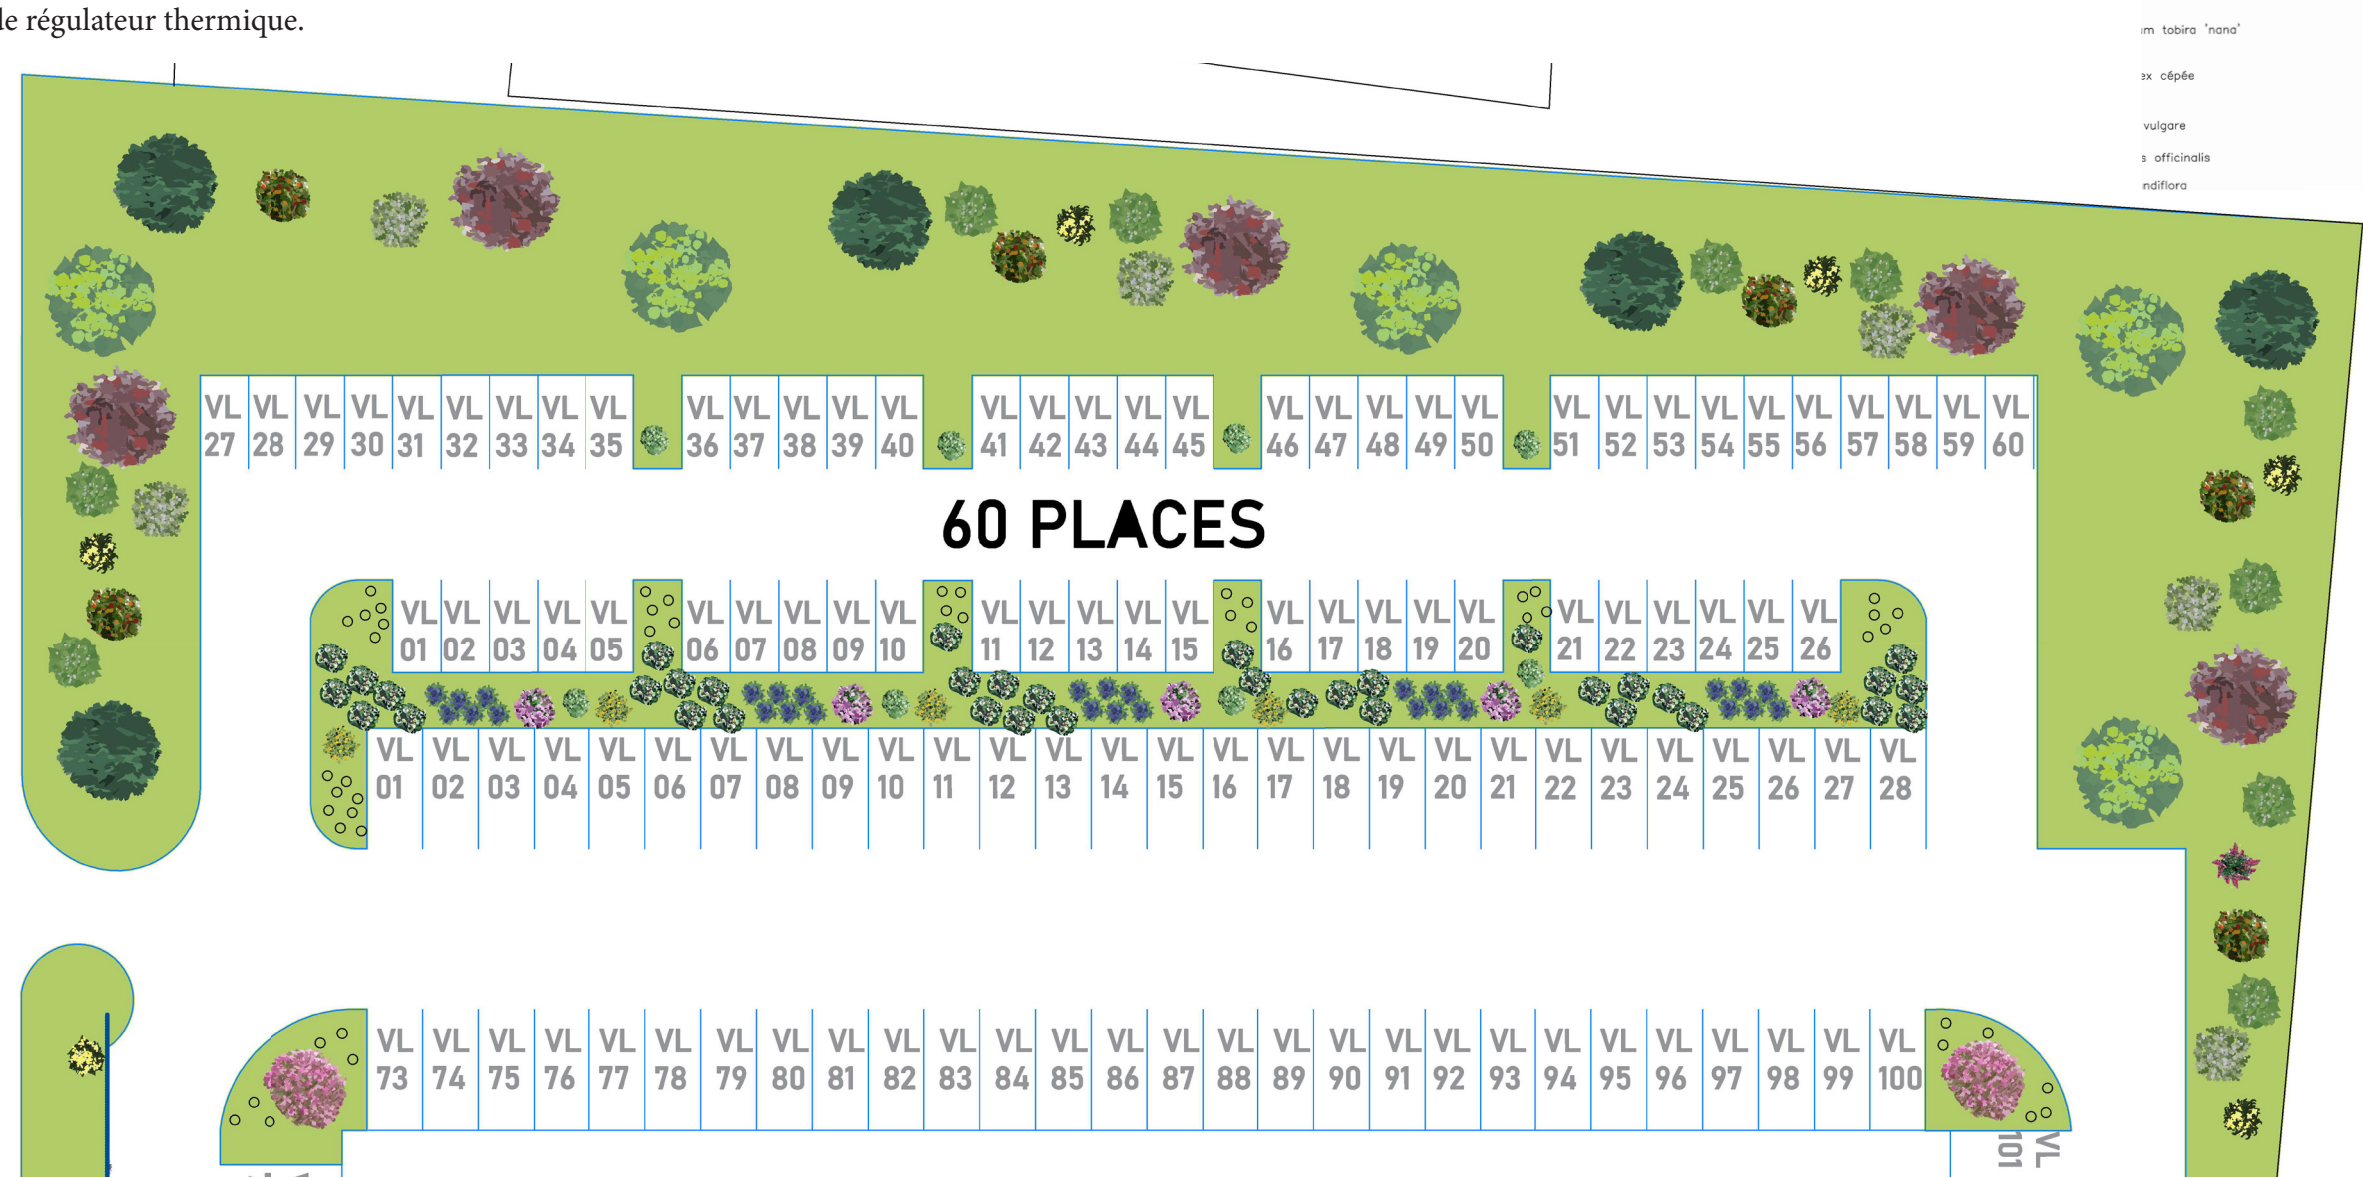 de régulateur thermique.
m tobira 'nana'
ex cépée
vulgare
s officinalis
ndiflora
VL VL VL VL VL VL VL VL VL VL VL VL VL VL VL VL VL VL VL VL VL VL VL VL VL VL VL VL VL VL VL VL VL VL
27 28 29 30 31 32 33 34 35 36 37 38 39 40 41 42 43 44 45 46 47 48 49 50 51 52 53 54 55 56 57 58 59 60
60 PLACES
VL VL VL VL VL VL VL VL VL VL VL VL VL VL VL VL VL VL VL VL VL VL VL VL VL VL
01 02 03 04 05 06 07 08 09 10 11 12 13 14 15 16 17 18 19 20 21 22 23 24 25 26
VL VL VL VL VL VL VL VL VL VL VL VL VL VL VL VL VL VL VL VL VL VL VL VL VL VL VL VL
01 02 03 04 05 06 07 08 09 10 11 12 13 14 15 16 17 18 19 20 21 22 23 24 25 26 27 28
VL VL VL VL VL VL VL VL VL VL VL VL VL VL VL VL VL VL VL VL VL VL VL VL VL VL VL VL
73 74 75 76 77 78 79 80 81 82 83 84 85 86 87 88 89 90 91 92 93 94 95 96 97 98 99 100
VL
101